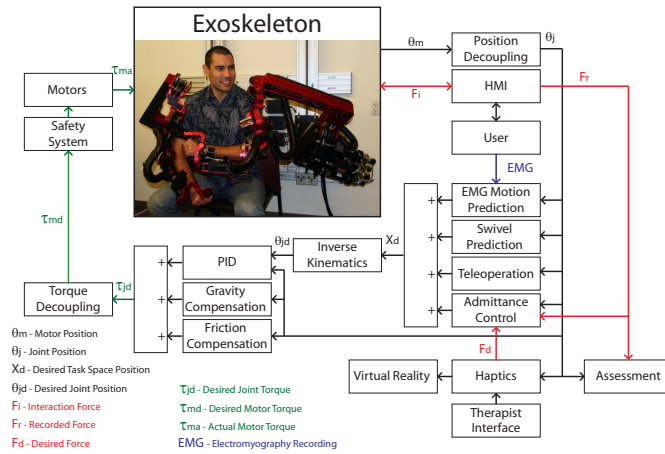 Exoskeleton
θm
Position
Decoupling
θj
τma
Motors
Fi
HMI
Fr
Safety
System
User
EMG
τmd
EMG Motion
Prediction
+
Swivel
Prediction
+
θjd
Inverse
Kinematics
Xd
PID
+
Teleoperation
+
τjd
Torque
Decoupling
Gravity
Compensation
+
Admittance
Control
+
Friction
Compensation
+
θm - Motor Position
θj - Joint Position
Xd - Desired Task Space Position
θjd - Desired Joint Position
Fi - Interaction Force
Fr - Recorded Force
Fd - Desired Force
τjd - Desired Joint Torque
τmd - Desired Motor Torque
τma - Actual Motor Torque
EMG - Electromyography Recording
Fd
Virtual Reality
Haptics
Assessment
Therapist
Interface